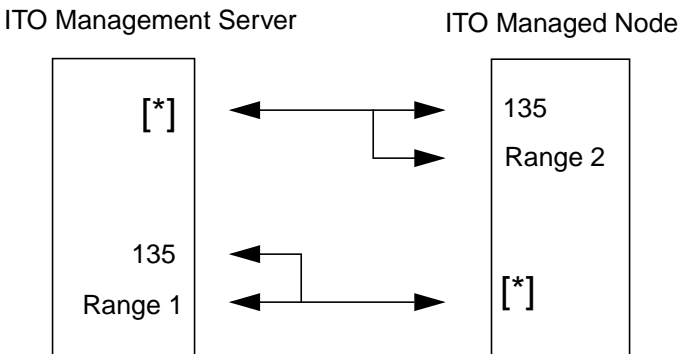 ITO Management Server
ITO Managed Node
[*]
135
Range 2
135
Range 1
[*]